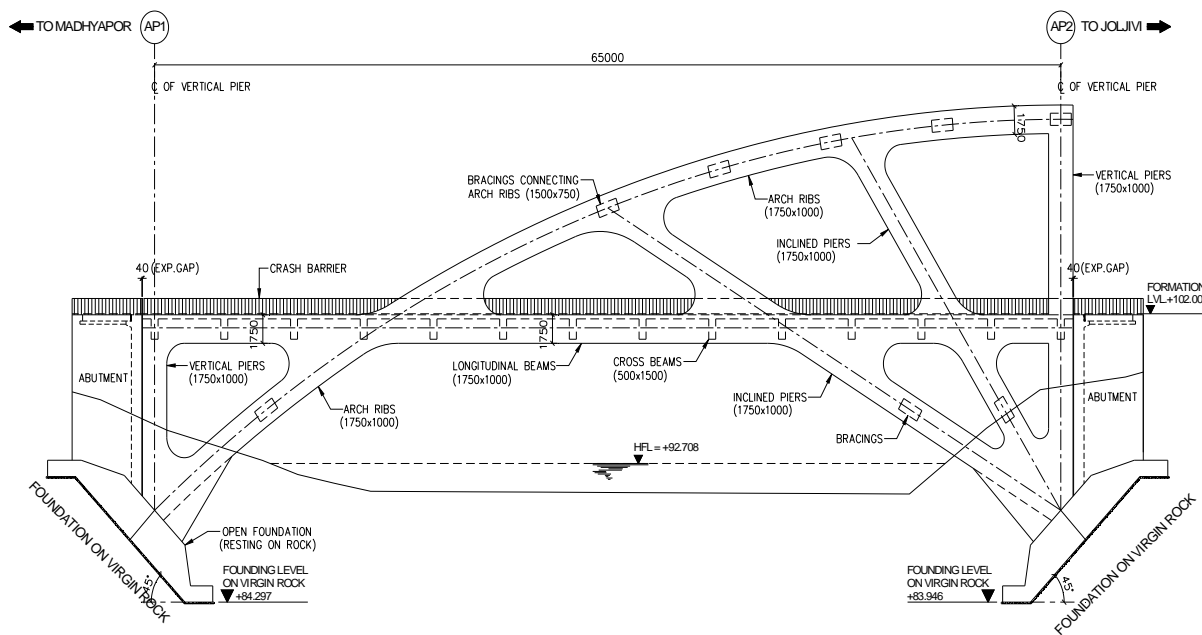 TO MADHYAPOR
AP1
AP2
TO JOLJIVI
65000
℄ OF VERTICAL PIER
℄ OF VERTICAL PIER
1750
BRACINGS CONNECTING
ARCH RIBS (1500x750)
VERTICAL PIERS
(1750x1000)
ARCH RIBS
(1750x1000)
INCLINED PIERS
(1750x1000)
40 (EXP.GAP)
CRASH BARRIER
40(EXP.GAP)
FORMATION
LVL.+102.00
1750
1750
VERTICAL PIERS
(1750x1000)
LONGITUDINAL BEAMS
(1750x1000)
CROSS BEAMS
(500x1500)
ABUTMENT
ABUTMENT
ARCH RIBS
(1750x1000)
INCLINED PIERS
(1750x1000)
BRACINGS
HFL = +92.708
FOUNDATION ON VIRGIN ROCK
45°
OPEN FOUNDATION
(RESTING ON ROCK)
FOUNDING LEVEL
ON VIRGIN ROCK
+84.297
FOUNDING LEVEL
ON VIRGIN ROCK
+83.946
45°
FOUNDATION ON VIRGIN ROCK